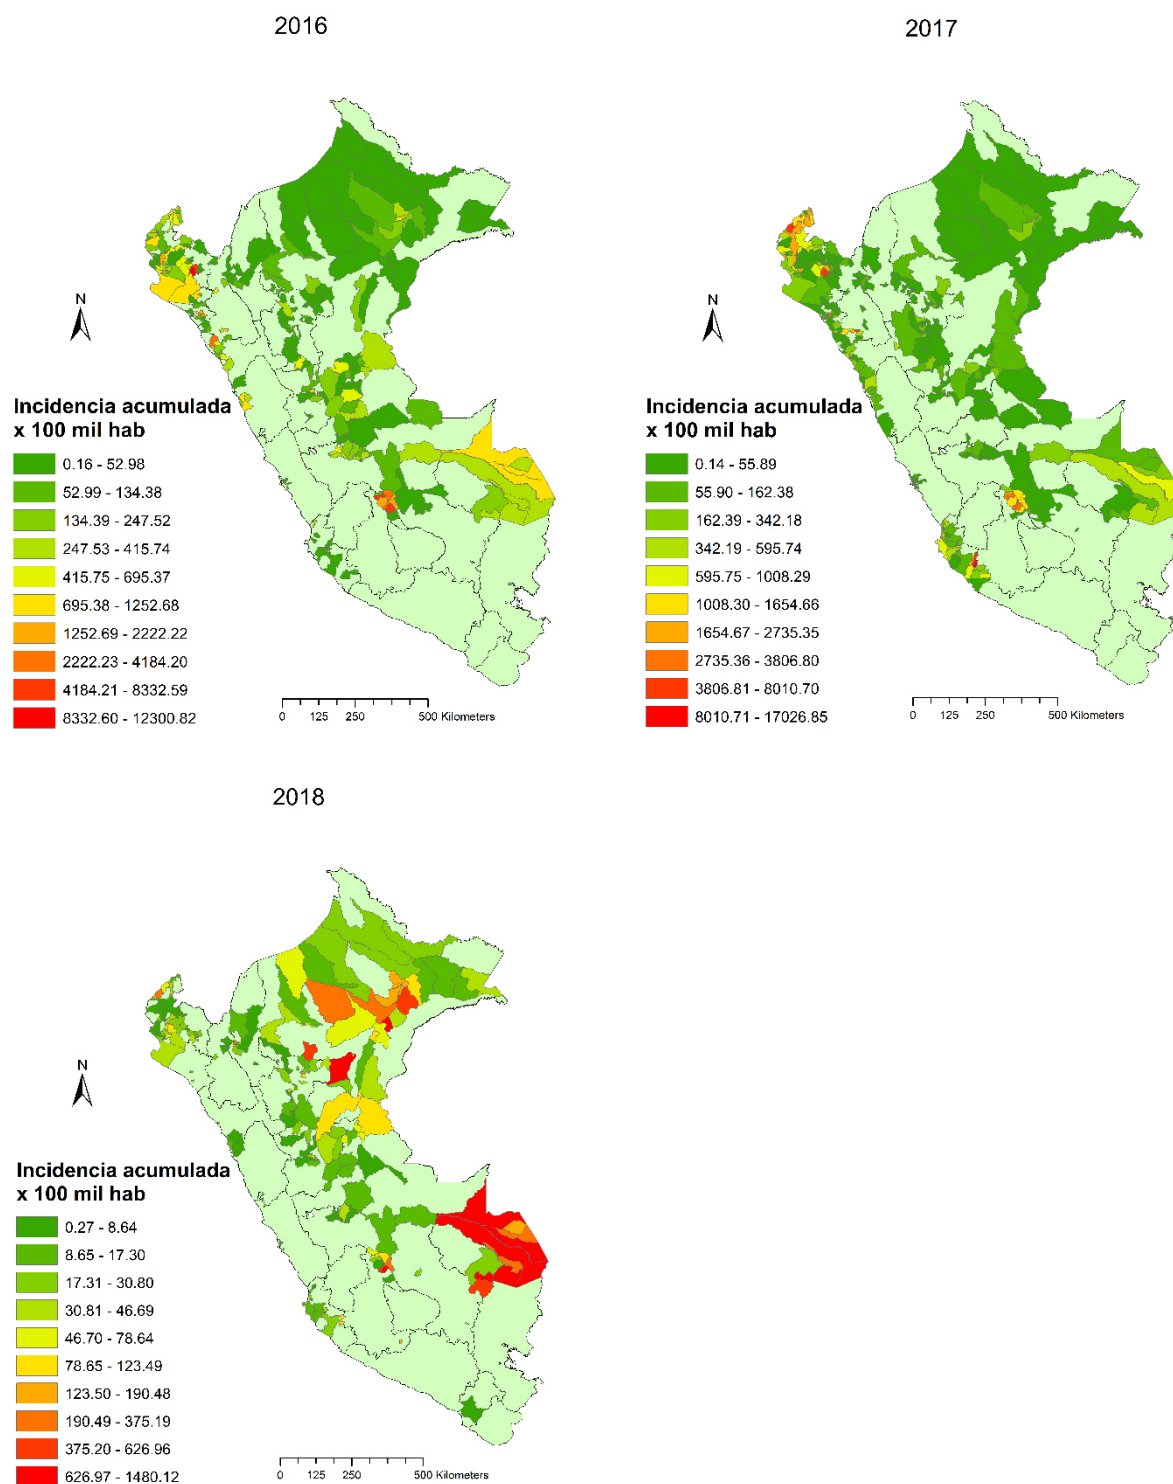 2016
N
Incidencia acumulada
x 100 mil hab
0.16 - 52.98
52.99 - 134.38
134.39 - 247.52
247.53 - 415.74
415.75 - 695.37
695.38 - 1252.68
1252.69 - 2222.22
2222.23 - 4184.20
4184.21 - 8332.59
8332.60 - 12300.82
0 125 250 500 Kilometers
2017
N
Incidencia acumulada
x 100 mil hab
0.14 - 55.89
55.90 - 162.38
162.39 - 342.18
342.19 - 595.74
595.75 - 1008.29
1008.30 - 1654.66
1654.67 - 2735.35
2735.36 - 3806.80
3806.81 - 8010.70
8010.71 - 17026.85
0 125 250 500 Kilometers
2018
N
Incidencia acumulada
x 100 mil hab
0.27 - 8.64
8.65 - 17.30
17.31 - 30.80
30.81 - 46.69
46.70 - 78.64
78.65 - 123.49
123.50 - 190.48
190.49 - 375.19
375.20 - 626.96
626.97 - 1480.12
0 125 250 500 Kilometers